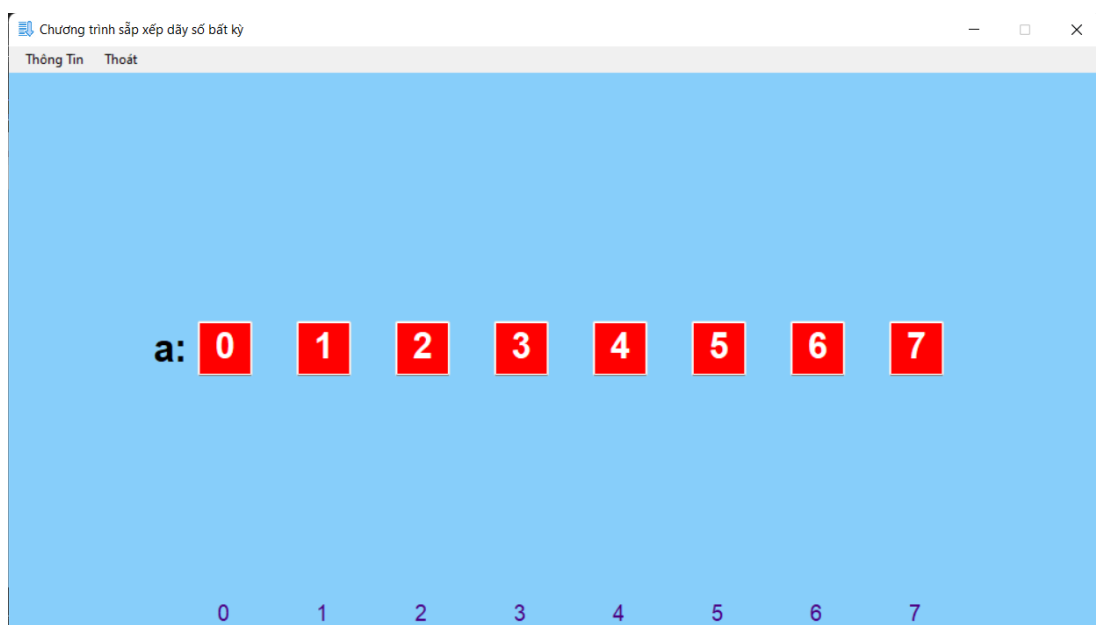 Chương trình sẵp xếp dãy số bất kỳ
Thông Tin Thoát
a: 0 1 2 3 4 5 6 7
0 1 2 3 4 5 6 7